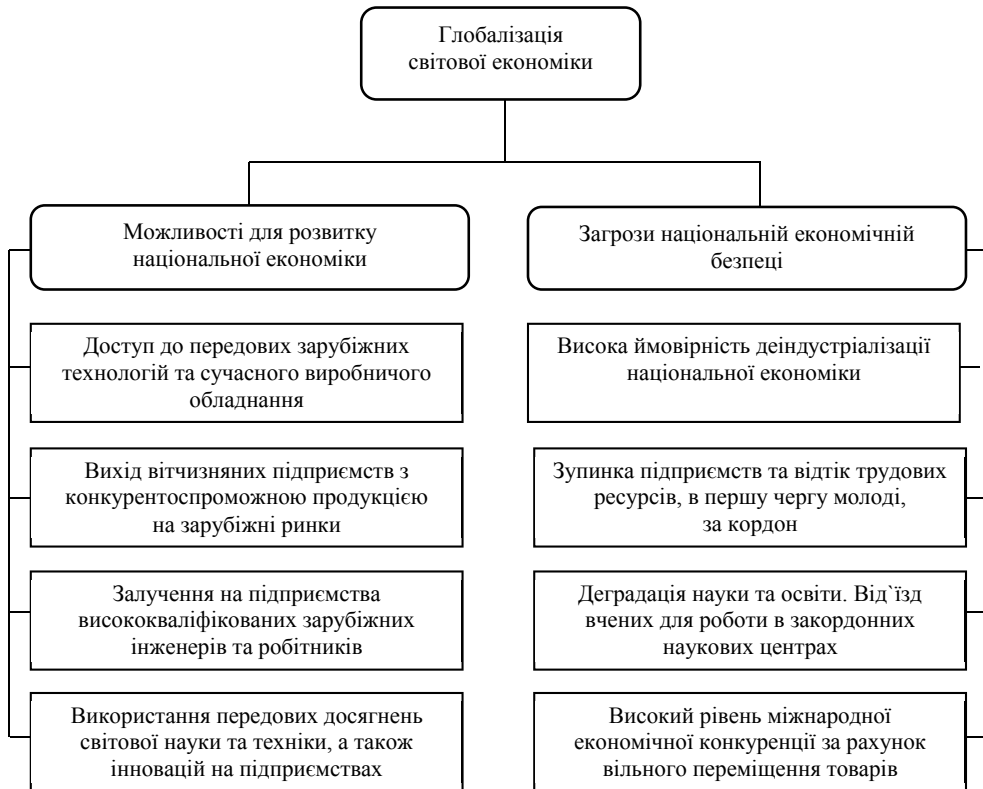 Глобалізація
світової економіки
Можливості для розвитку
національної економіки
Загрози національній економічній
безпеці
Доступ до передових зарубіжних
технологій та сучасного виробничого
обладнання
Висока ймовірність деіндустріалізації
національної економіки
Вихід вітчизняних підприємств з
конкурентоспроможною продукцією
на зарубіжні ринки
Зупинка підприємств та відтік трудових
ресурсів, в першу чергу молоді,
за кордон
Залучення на підприємства
висококваліфікованих зарубіжних
інженерів та робітників
Деградація науки та освіти. Від`їзд
вчених для роботи в закордонних
наукових центрах
Використання передових досягнень
світової науки та техніки, а також
інновацій на підприємствах
Високий рівень міжнародної
економічної конкуренції за рахунок
вільного переміщення товарів